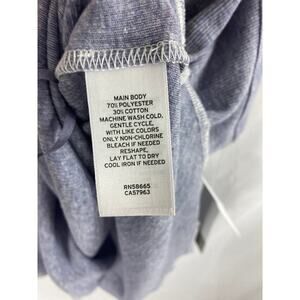 MAIN BODY
70% POLYESTER
30% COTTON
MACHINE WASH COLD,
GENTLE CYCLE,
WITH LIKE COLORS
ONLY NON-CHLORINE
BLEACH IF NEEDED
RESHAPE,
LAY FLAT TO DRY
COOL IRON IF NEEDED
RN58665
CA57963